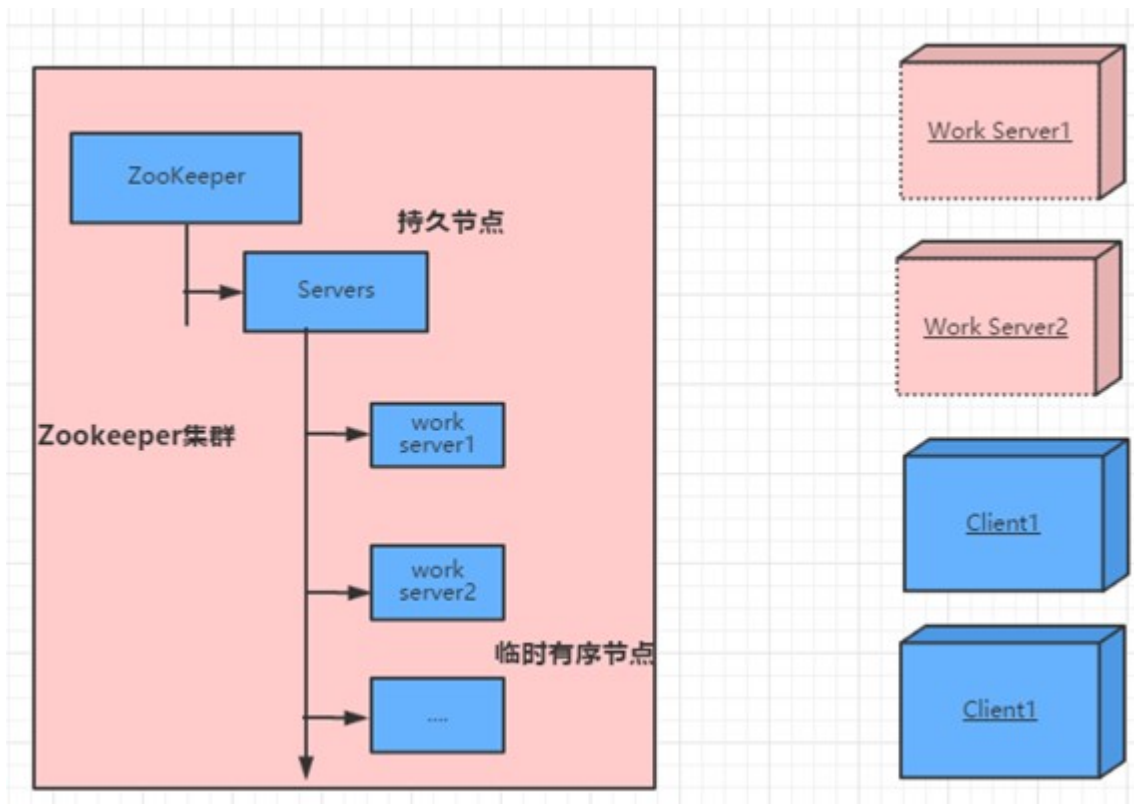 ZooKeeper
持久节点
Servers
Zookeeper集群
work
server1
work
server2
临时有序节点
....
Work Server1
Work Server2
Client1
Client1